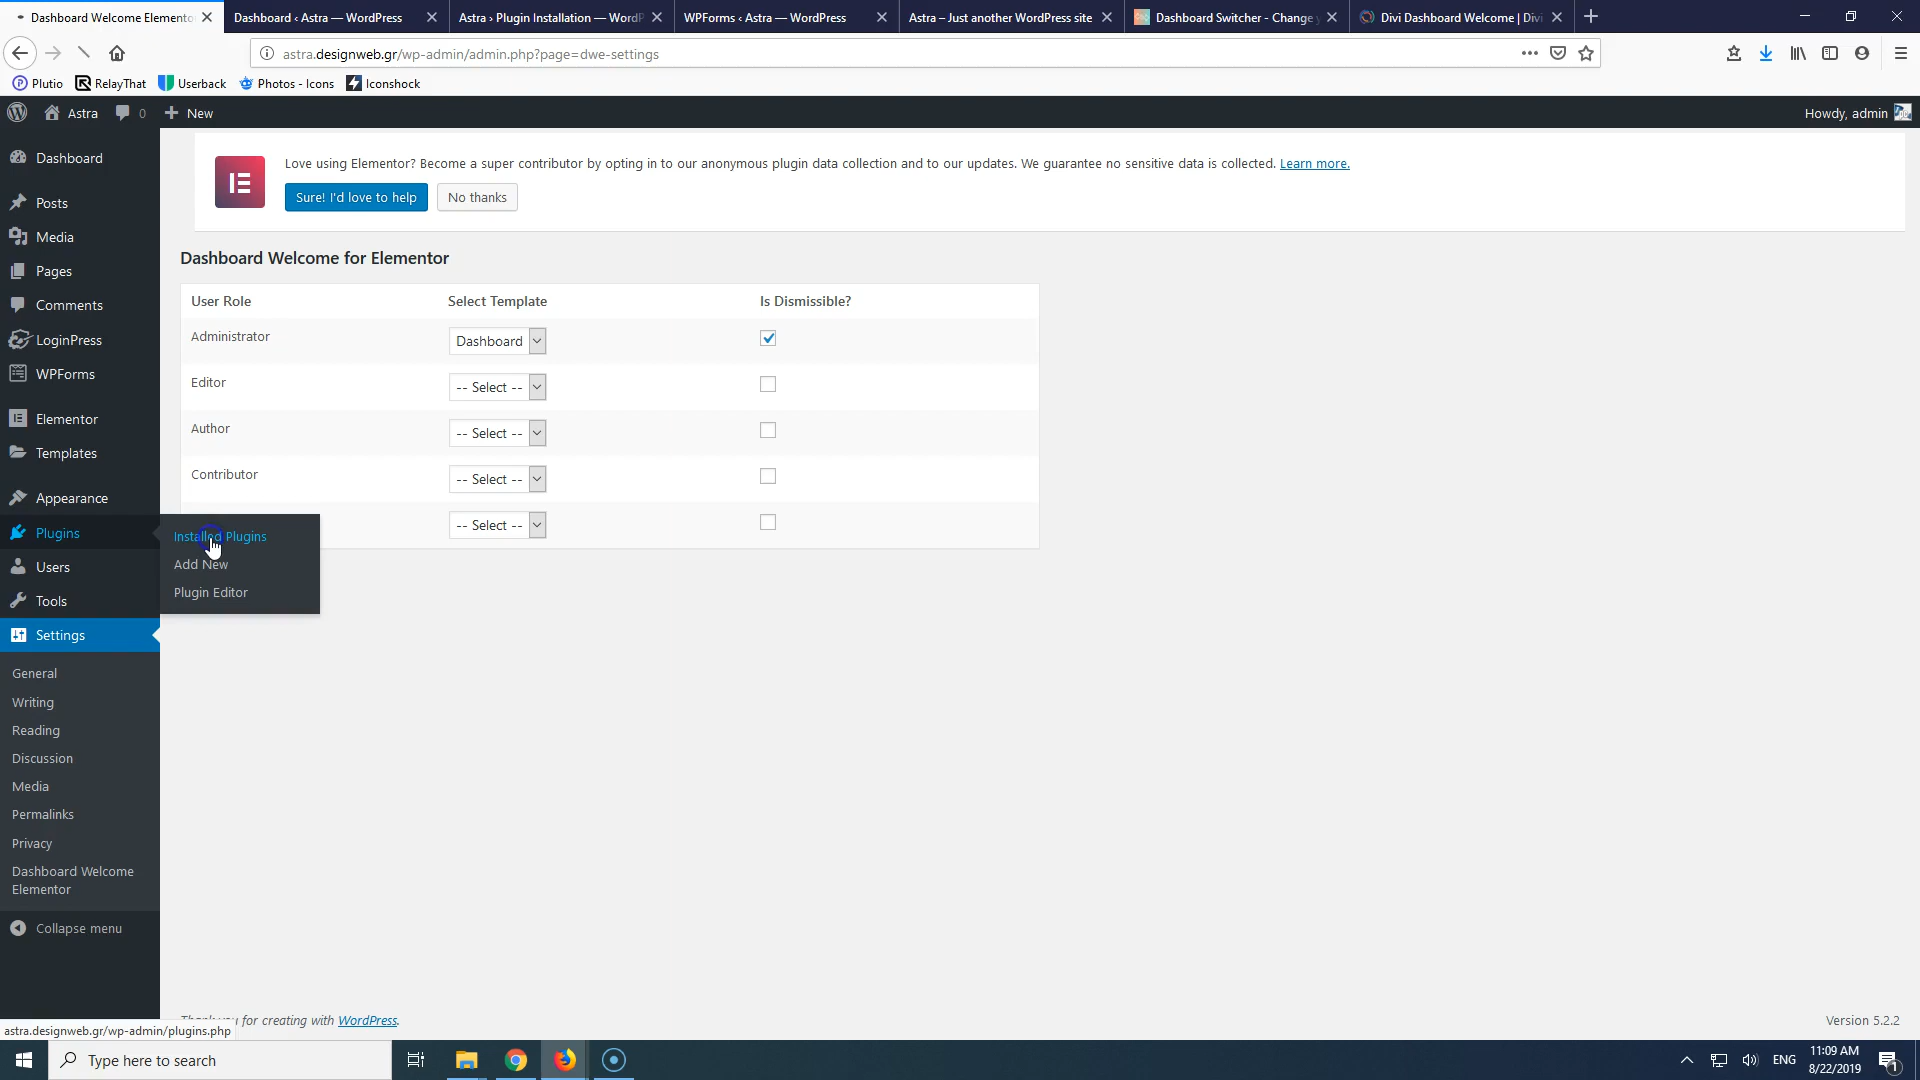 Dashboard Welcome Elemento
Dashboard ‹ Astra — WordPress
Astra › Plugin Installation — WordP
WPForms ‹ Astra — WordPress
Astra – Just another WordPress site
Dashboard Switcher - Change y
Divi Dashboard Welcome | Divi
astra.designweb.gr/wp-admin/admin.php?page=dwe-settings
Plutio
RelayThat
Userback
Photos - Icons
Iconshock
Astra
0
New
Howdy, admin
Dashboard
Posts
Media
Pages
Comments
LoginPress
WPForms
Elementor
Templates
Appearance
Plugins
Users
Tools
Settings
General
Writing
Reading
Discussion
Media
Permalinks
Privacy
Dashboard Welcome
Elementor
Collapse menu
Installed Plugins
Add New
Plugin Editor
Love using Elementor? Become a super contributor by opting in to our anonymous plugin data collection and to our updates. We guarantee no sensitive data is collected. Learn more.
Sure! I'd love to help
No thanks
Dashboard Welcome for Elementor
User Role
Select Template
Is Dismissible?
Administrator
Dashboard
Editor
-- Select --
Author
-- Select --
Contributor
-- Select --
-- Select --
for creating with WordPress.
Version 5.2.2
astra.designweb.gr/wp-admin/plugins.php
Type here to search
ENG
11:09 AM
8/22/2019
1